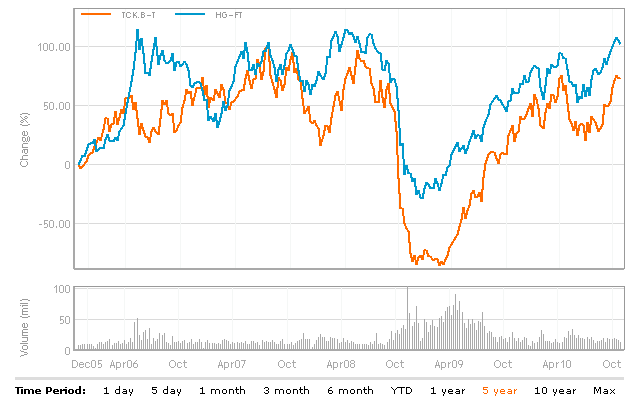 TCK.B-T HG-FT
100.00
50.00
0
-50.00
Change (%)
100
50
0
Volume (mil)
Dec05 Apr06 Oct Apr07 Oct Apr08 Oct Apr09 Oct Apr10 Oct
Time Period: 1 day 5 day 1 month 3 month 6 month YTD 1 year 5 year 10 year Max